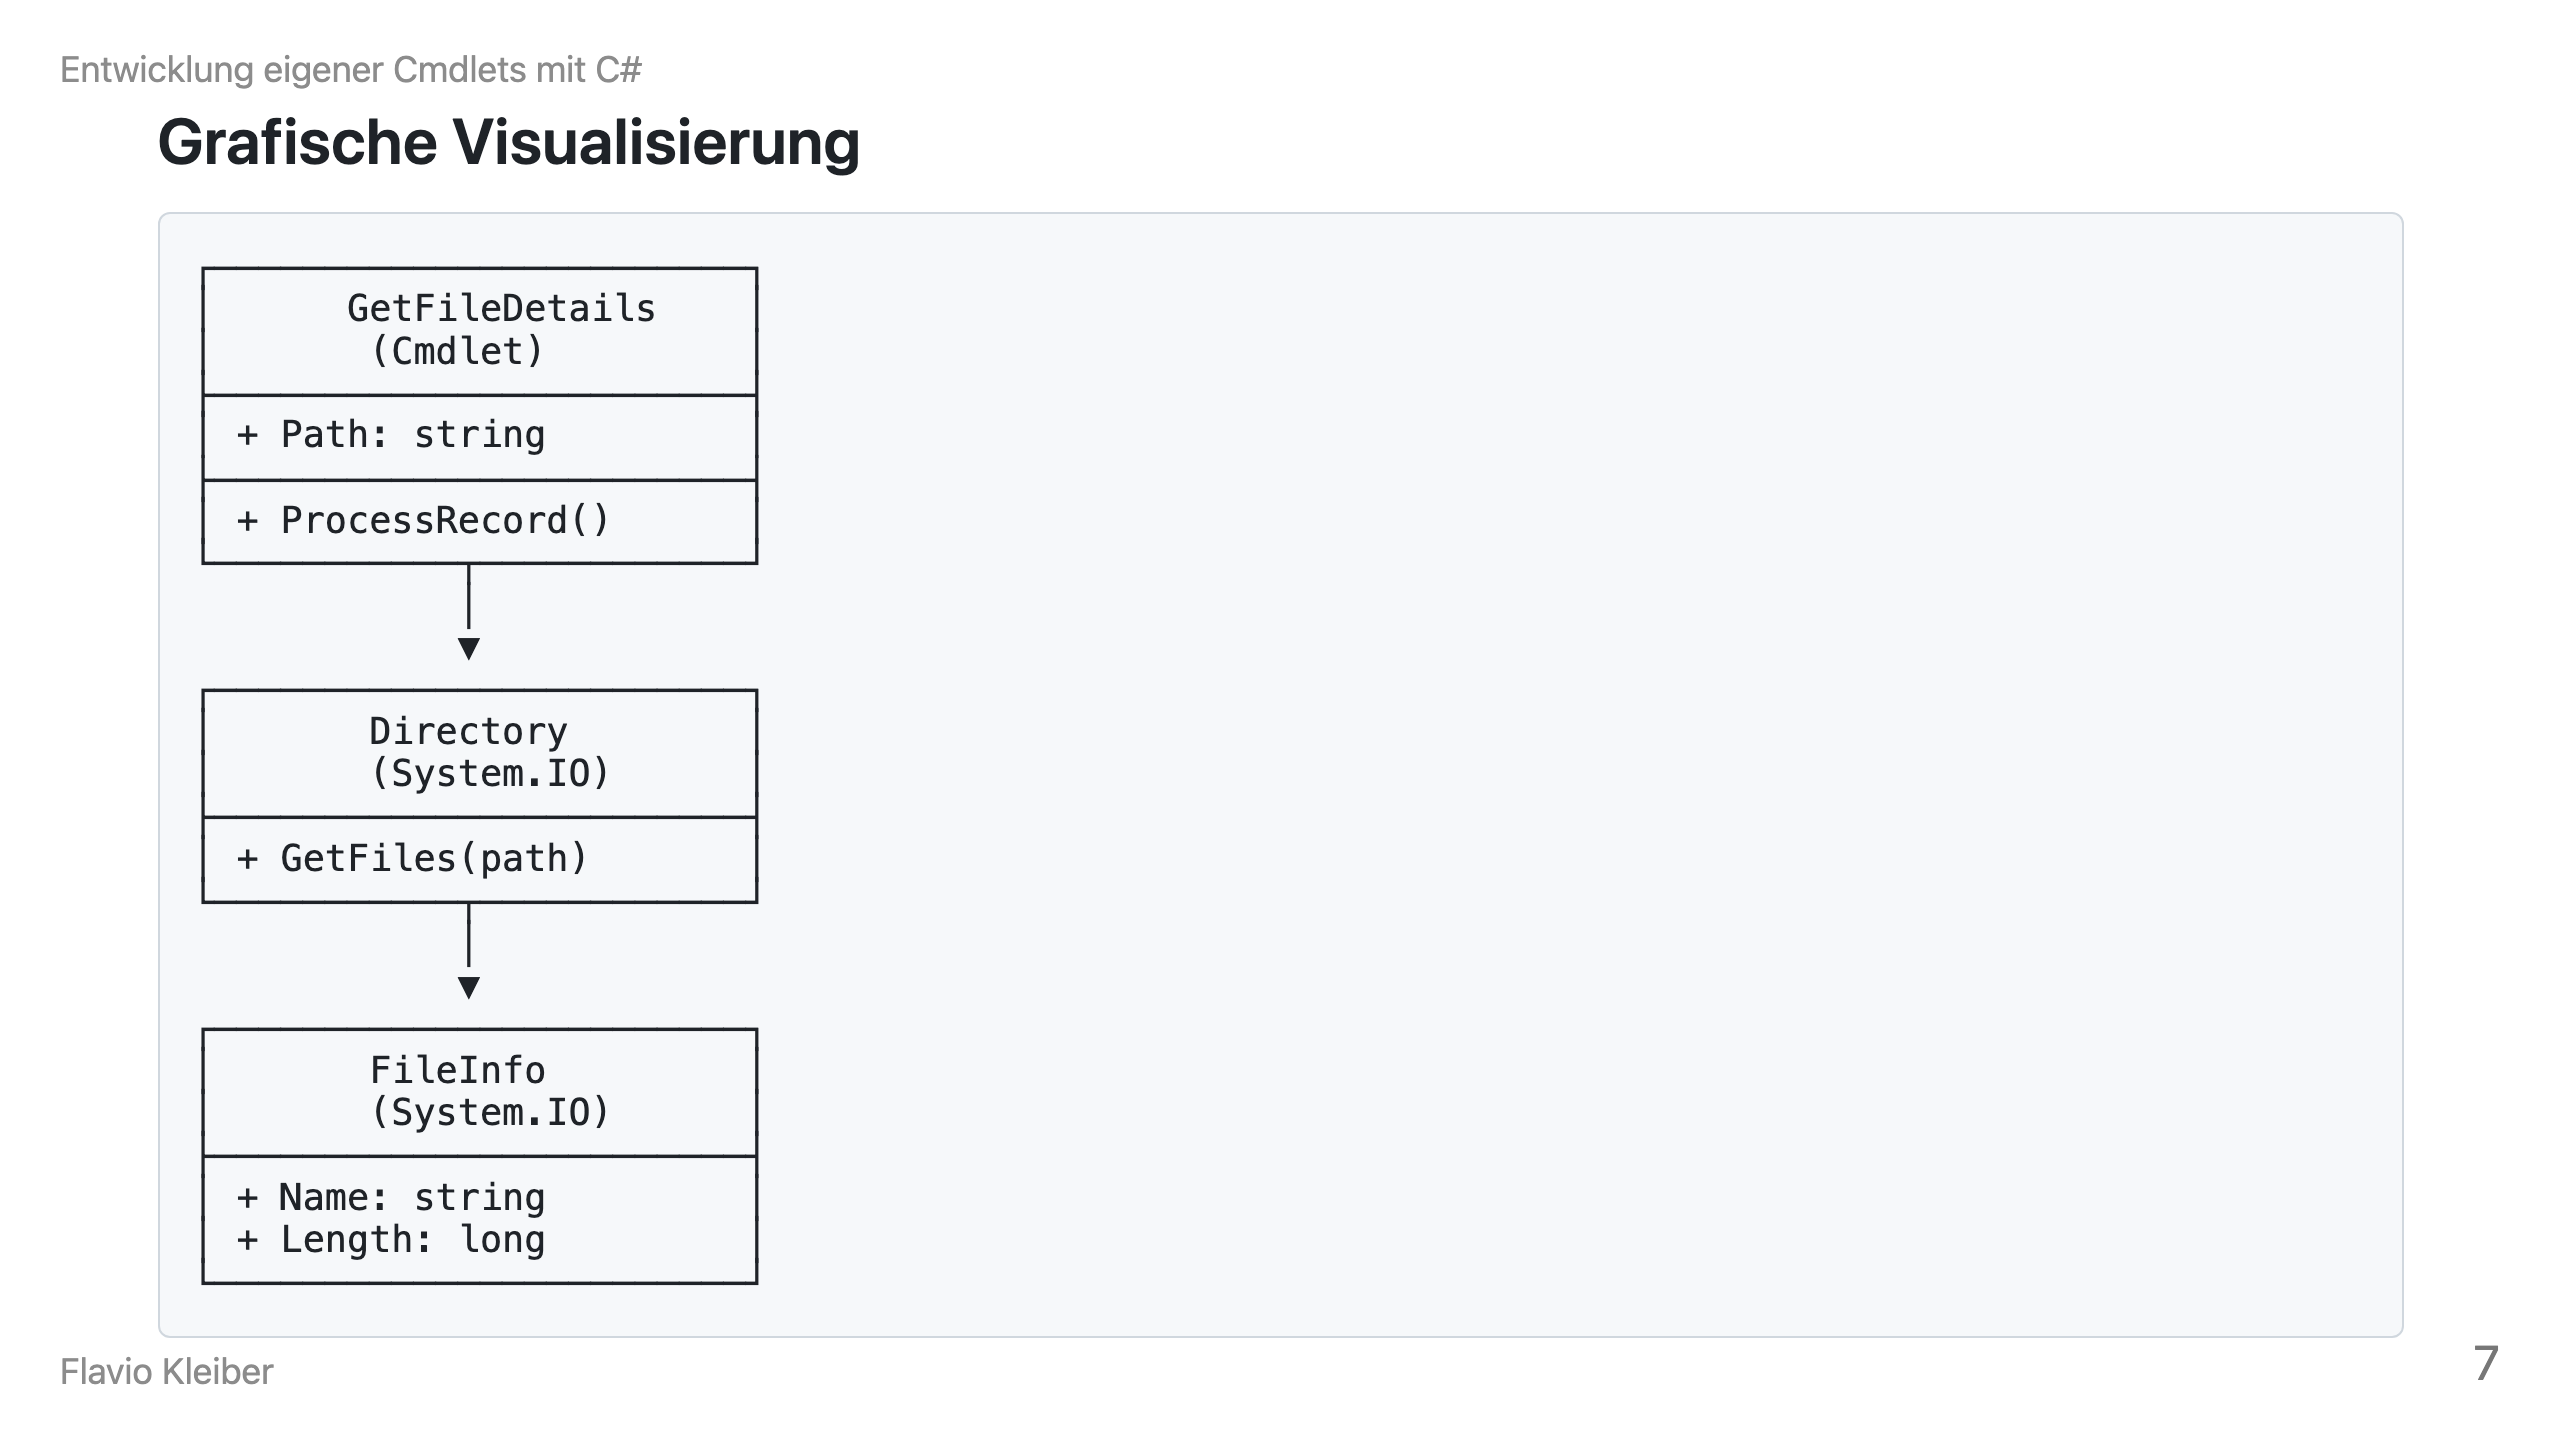 Entwicklung eigener Cmdlets mit C#
Grafische Visualisierung
GetFileDetails
(Cmdlet)
+ Path: string
+ ProcessRecord()
Directory
(System.IO)
+ GetFiles(path)
FileInfo
(System.IO)
+ Name: string
+ Length: long
Flavio Kleiber
7